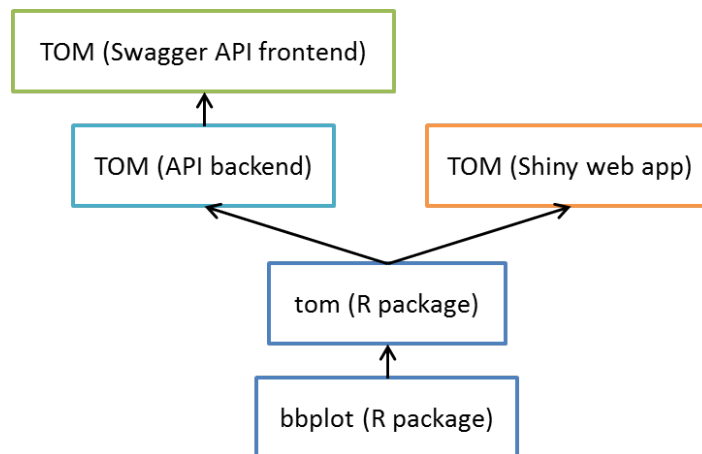 TOM (Swagger API frontend)
TOM (API backend)
TOM (Shiny web app)
tom (R package)
bbplot (R package)